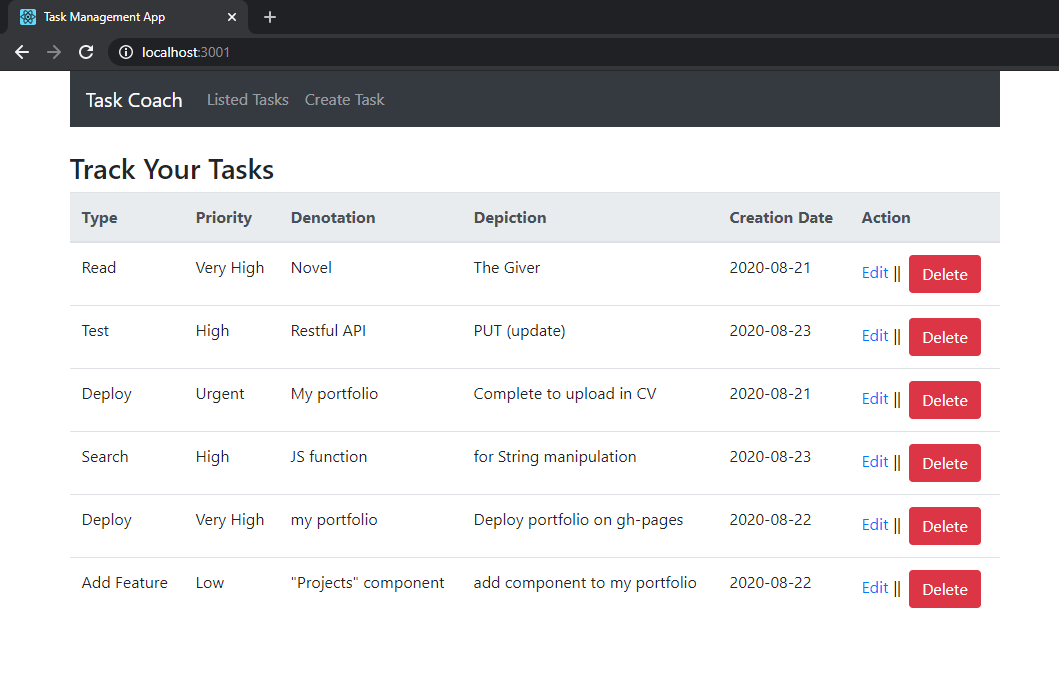 Task Management App
localhost:3001
Task Coach Listed Tasks Create Task
Track Your Tasks
Type Priority Denotation Depiction Creation Date Action
Read Very High Novel The Giver 2020-08-21 Edit || Delete
Test High Restful API PUT (update) 2020-08-23 Edit || Delete
Deploy Urgent My portfolio Complete to upload in CV 2020-08-21 Edit || Delete
Search High JS function for String manipulation 2020-08-23 Edit || Delete
Deploy Very High my portfolio Deploy portfolio on gh-pages 2020-08-22 Edit || Delete
Add Feature Low "Projects" component add component to my portfolio 2020-08-22 Edit || Delete